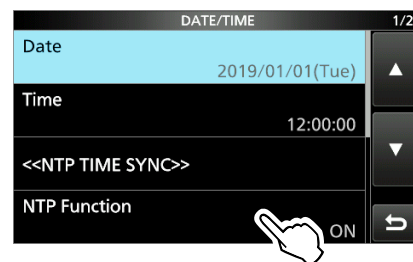 DATE/TIME 1/2
Date
2019/01/01(Tue)
Time
12:00:00
<<NTP TIME SYNC>>
NTP Function
ON